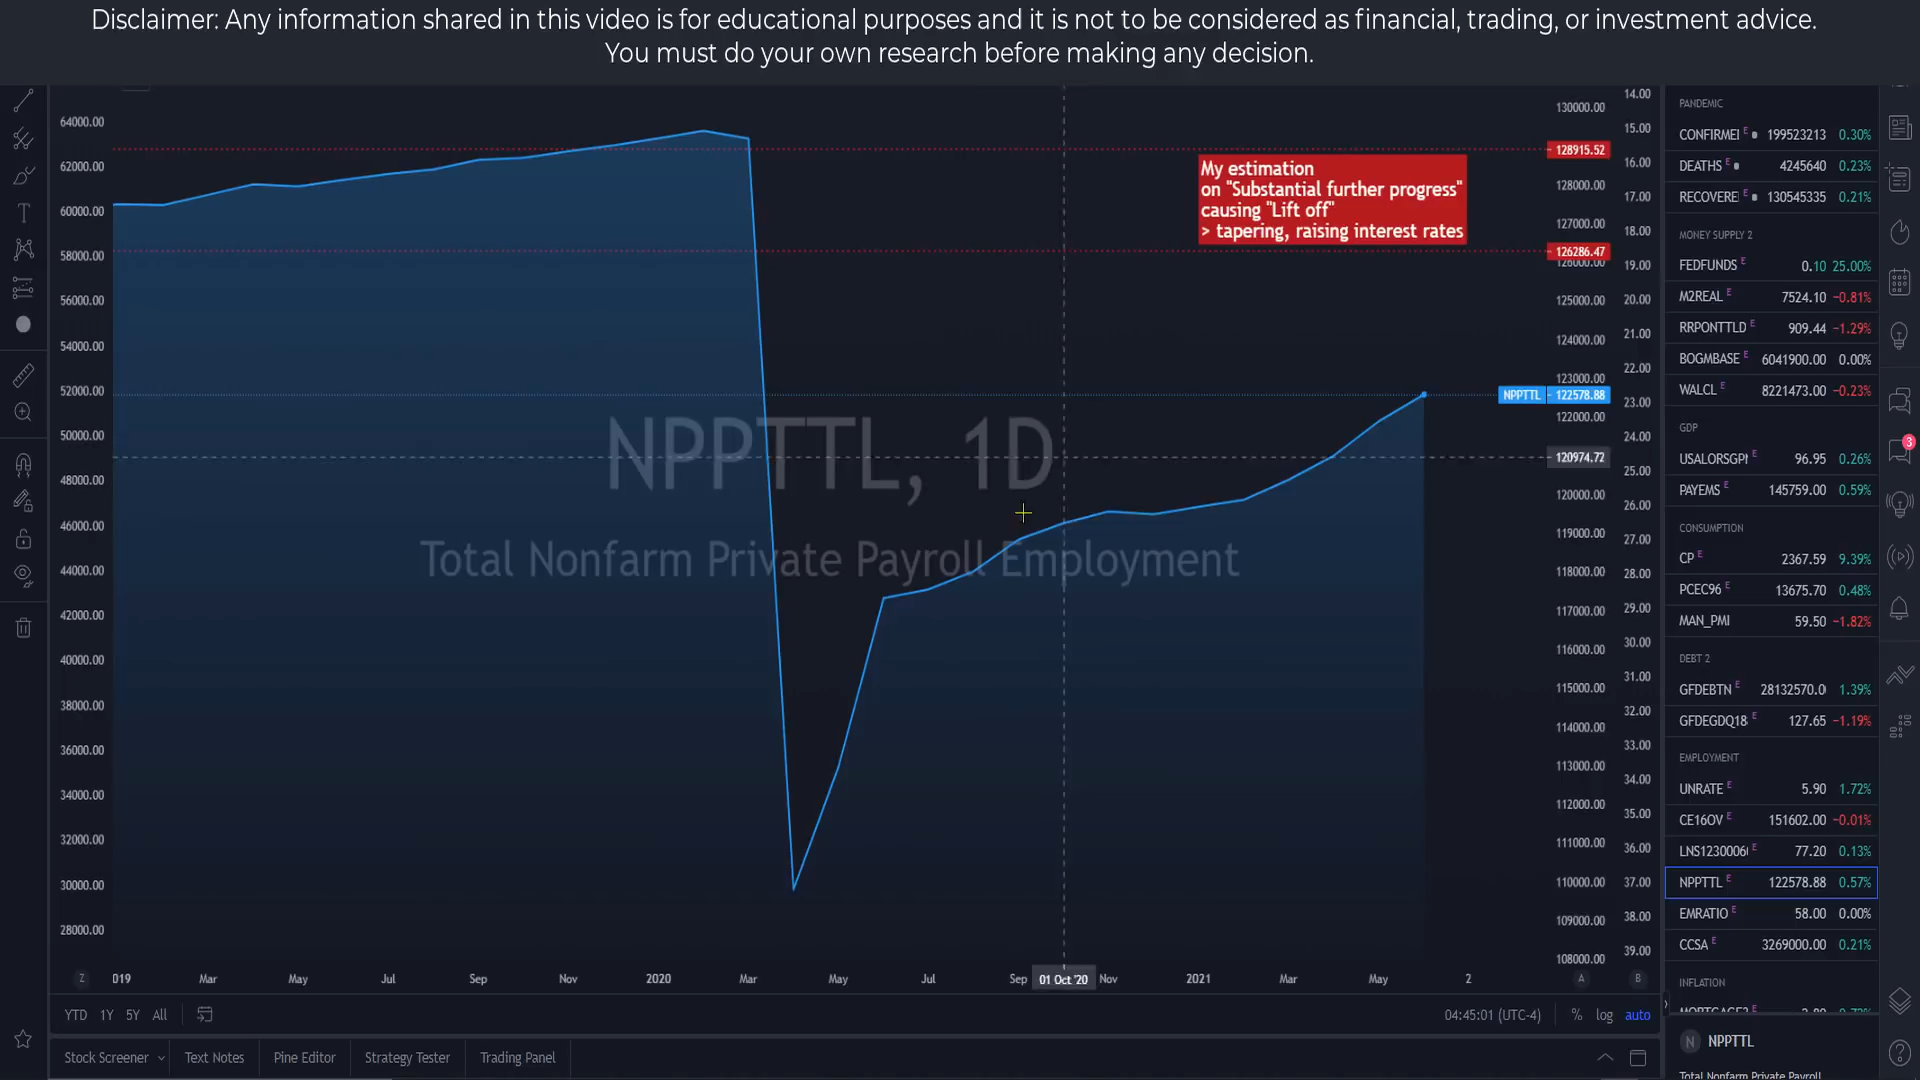 Disclaimer: Any information shared in this video is for educational purposes and it is not to be considered as financial, trading, or investment advice.
You must do your own research before making any decision.
64000.00
62000.00
60000.00
58000.00
56000.00
54000.00
52000.00
50000.00
48000.00
46000.00
44000.00
42000.00
40000.00
38000.00
36000.00
34000.00
32000.00
30000.00
28000.00
NPPTTL, 1D
Total Nonfarm Private Payroll Employment
My estimation
on "Substantial further progress"
causing "Lift off"
> tapering, raising interest rates
130000.00
128915.52
128000.00
127000.00
126286.47
126000.00
125000.00
124000.00
123000.00
NPPTTL 122578.88
122000.00
120974.72
120000.00
119000.00
118000.00
117000.00
116000.00
115000.00
114000.00
113000.00
112000.00
111000.00
110000.00
109000.00
108000.00
14.00
15.00
16.00
17.00
18.00
19.00
20.00
21.00
22.00
23.00
24.00
25.00
26.00
27.00
28.00
29.00
30.00
31.00
32.00
33.00
34.00
35.00
36.00
37.00
38.00
39.00
Z 019 Mar May Jul Sep Nov 2020 Mar May Jul Sep 01 Oct '20 Nov 2021 Mar May 2 A B
YTD 1Y 5Y All 04:45:01 (UTC-4) % log auto
Stock Screener Text Notes Pine Editor Strategy Tester Trading Panel
PANDEMIC
CONFIRMEI E 199523213 0.30%
DEATHS E 4245640 0.23%
RECOVERE E 130545335 0.21%
MONEY SUPPLY 2
FEDFUNDS E 0.10 25.00%
M2REAL E 7524.10 −0.81%
RRPONTTLD E 909.44 −1.29%
BOGMBASE E 6041900.00 0.00%
WALCL E 8221473.00 −0.23%
GDP
USALORSGPI E 96.95 0.26%
PAYEMS E 145759.00 0.59%
CONSUMPTION
CP E 2367.59 9.39%
PCEC96 E 13675.70 0.48%
MAN_PMI 59.50 −1.82%
DEBT 2
GFDEBTN E 28132570.0 1.39%
GFDEGDQ18 E 127.65 −1.19%
EMPLOYMENT
UNRATE E 5.90 1.72%
CE16OV E 151602.00 −0.01%
LNS1230006 E 77.20 0.13%
NPPTTL E 122578.88 0.57%
EMRATIO E 58.00 0.00%
CCSA E 3269000.00 0.21%
INFLATION
N NPPTTL
Total Nonfarm Private Payroll
3